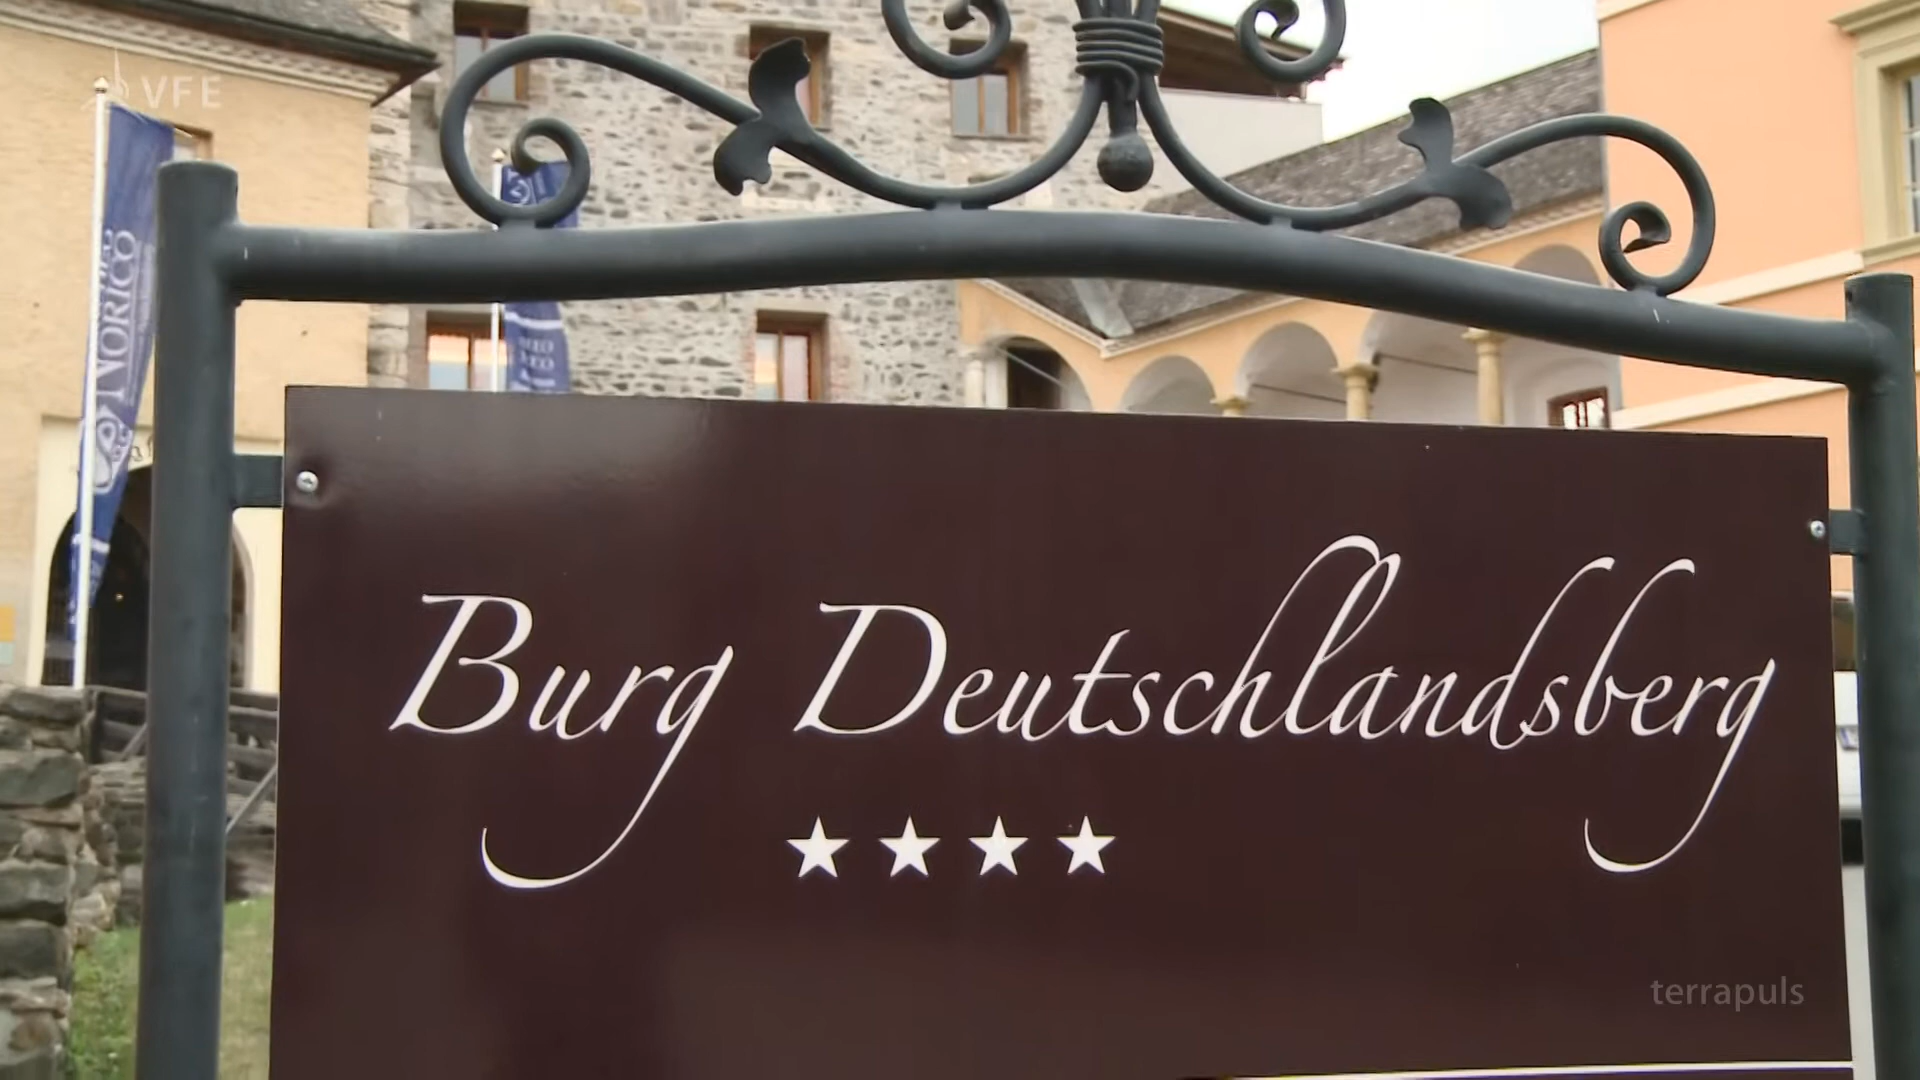 VFE
NORICO
Burg Deutschlandsberg
★★★★
terrapuls